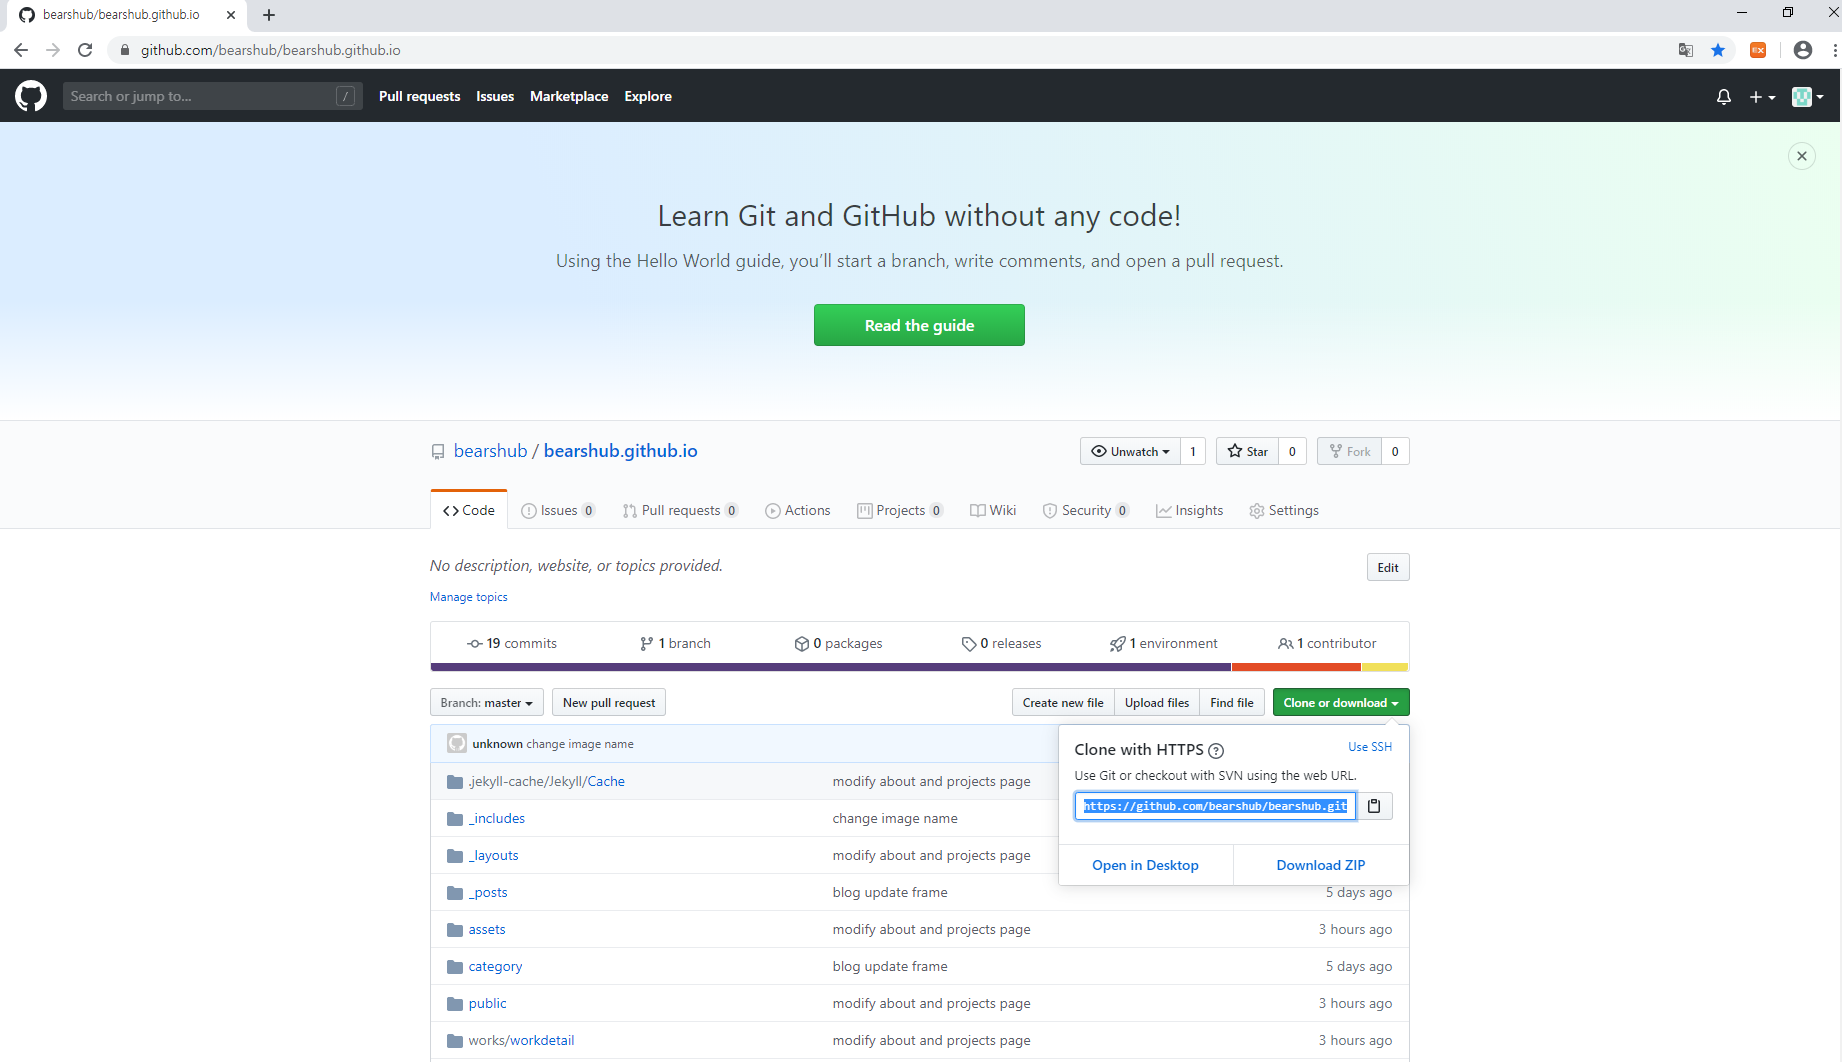 bearshub/bearshub.github.io
github.com/bearshub/bearshub.github.io
Search or jump to... /
Pull requests Issues Marketplace Explore
Learn Git and GitHub without any code!
Using the Hello World guide, you’ll start a branch, write comments, and open a pull request.
Read the guide
bearshub / bearshub.github.io
Unwatch 1 Star 0 Fork 0
Code Issues 0 Pull requests 0 Actions Projects 0 Wiki Security 0 Insights Settings
No description, website, or topics provided.
Edit
Manage topics
19 commits 1 branch 0 packages 0 releases 1 environment 1 contributor
Branch: master New pull request Create new file Upload files Find file Clone or download
unknown change image name
Clone with HTTPS ?
Use SSH
Use Git or checkout with SVN using the web URL.
https://github.com/bearshub/bearshub.git
Open in Desktop Download ZIP
.jekyll-cache/Jekyll/Cache modify about and projects page
_includes change image name
_layouts modify about and projects page
_posts blog update frame 5 days ago
assets modify about and projects page 3 hours ago
category blog update frame 5 days ago
public modify about and projects page 3 hours ago
works/workdetail modify about and projects page 3 hours ago